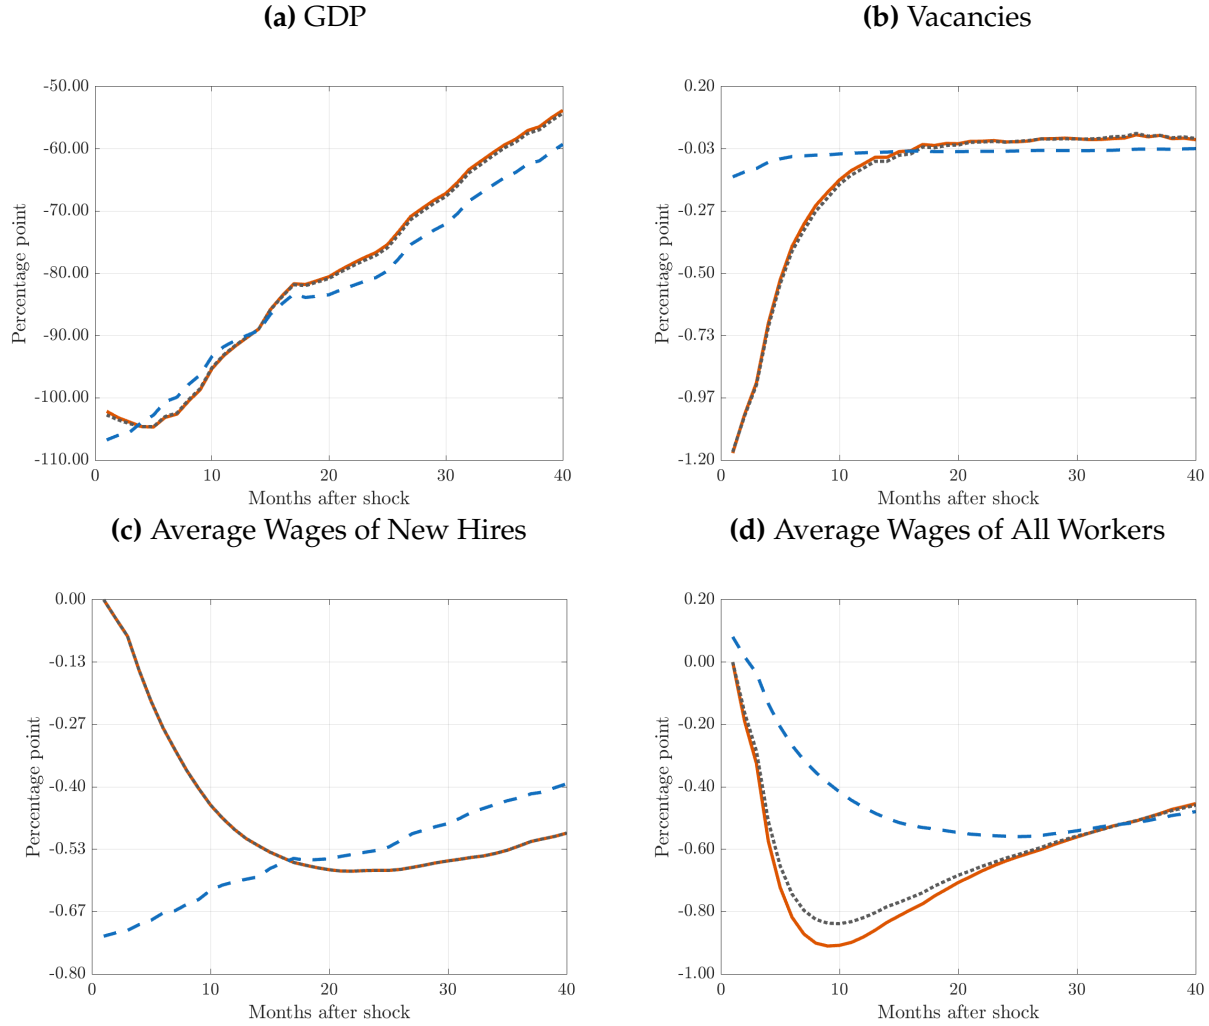 (a) GDP
-50.00
-60.00
-70.00
-80.00
-90.00
-100.00
-110.00
Percentage point
0 10 20 30 40
Months after shock
(b) Vacancies
0.20
-0.03
-0.27
-0.50
-0.73
-0.97
-1.20
Percentage point
0 10 20 30 40
Months after shock
(c) Average Wages of New Hires
0.00
-0.13
-0.27
-0.40
-0.53
-0.67
-0.80
Percentage point
0 10 20 30 40
Months after shock
(d) Average Wages of All Workers
0.20
0.00
-0.20
-0.40
-0.60
-0.80
-1.00
Percentage point
0 10 20 30 40
Months after shock